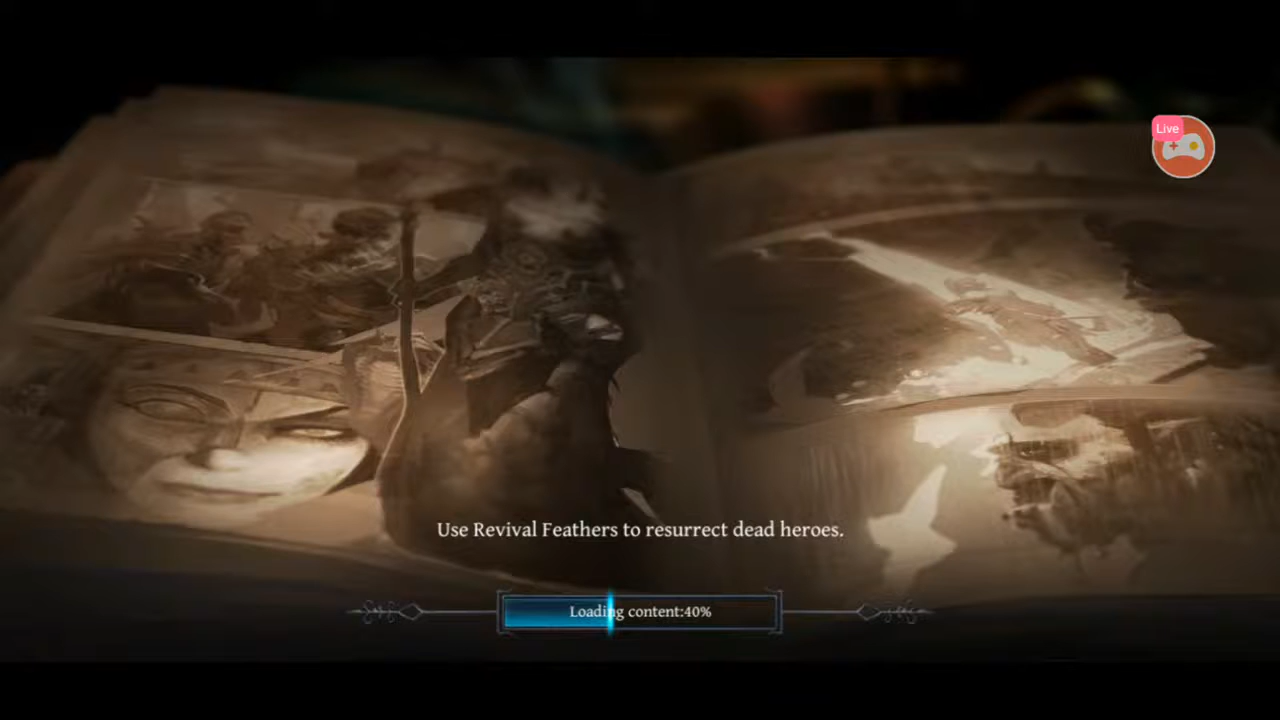 Live
Use Revival Feathers to resurrect dead heroes.
Loading content:40%